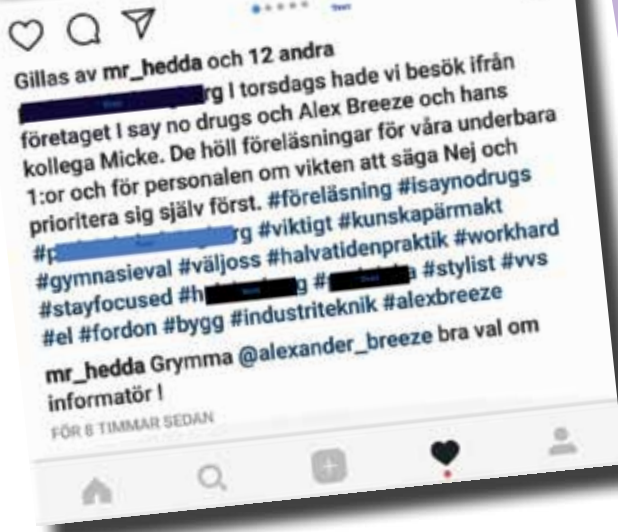 Gillas av mr_hedda och 12 andra
rg I torsdags hade vi besök ifrån
företaget I say no drugs och Alex Breeze och hans
kollega Micke. De höll föreläsningar för våra underbara
1:or och för personalen om vikten att säga Nej och
prioritera sig själv först. #föreläsning #isaynodrugs
#p rg #viktigt #kunskapärmakt
#gymnasieval #väljoss #halvatidenpraktik #workhard
#stayfocused #h g # a #stylist #vvs
#el #fordon #bygg #industriteknik #alexbreeze
mr_hedda Grymma @alexander_breeze bra val om
informatör !
FÖR 8 TIMMAR SEDAN